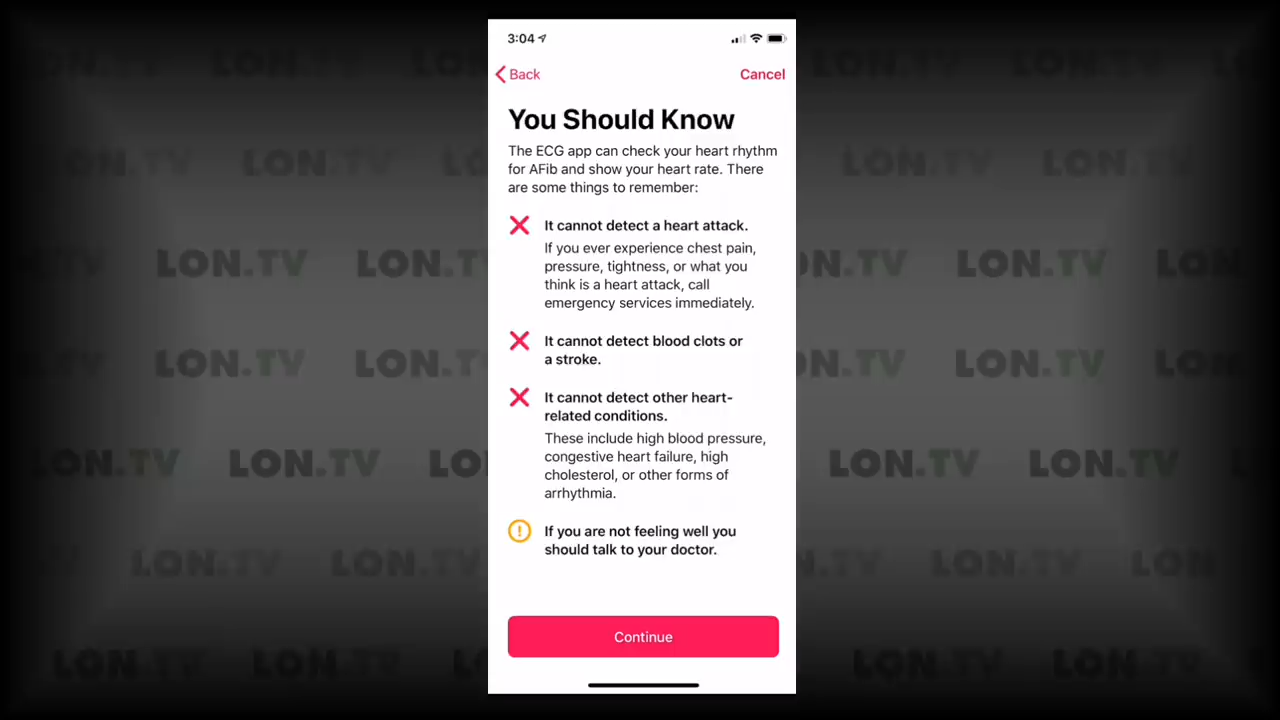 3:04
Back
Cancel
You Should Know
The ECG app can check your heart rhythm
for AFib and show your heart rate. There
are some things to remember:
It cannot detect a heart attack.
If you ever experience chest pain,
pressure, tightness, or what you
think is a heart attack, call
emergency services immediately.
It cannot detect blood clots or
a stroke.
It cannot detect other heart-
related conditions.
These include high blood pressure,
congestive heart failure, high
cholesterol, or other forms of
arrhythmia.
If you are not feeling well you
should talk to your doctor.
Continue
LON.TV